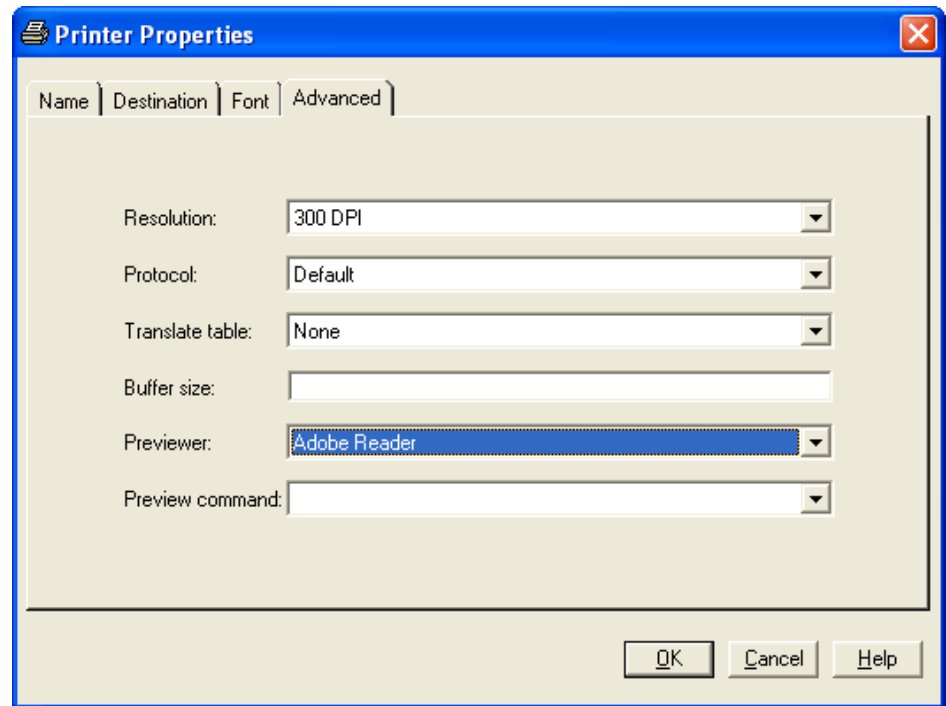 Printer Properties
Name Destination Font Advanced
Resolution: 300 DPI
Protocol: Default
Translate table: None
Buffer size:
Previewer: Adobe Reader
Preview command:
OK Cancel Help